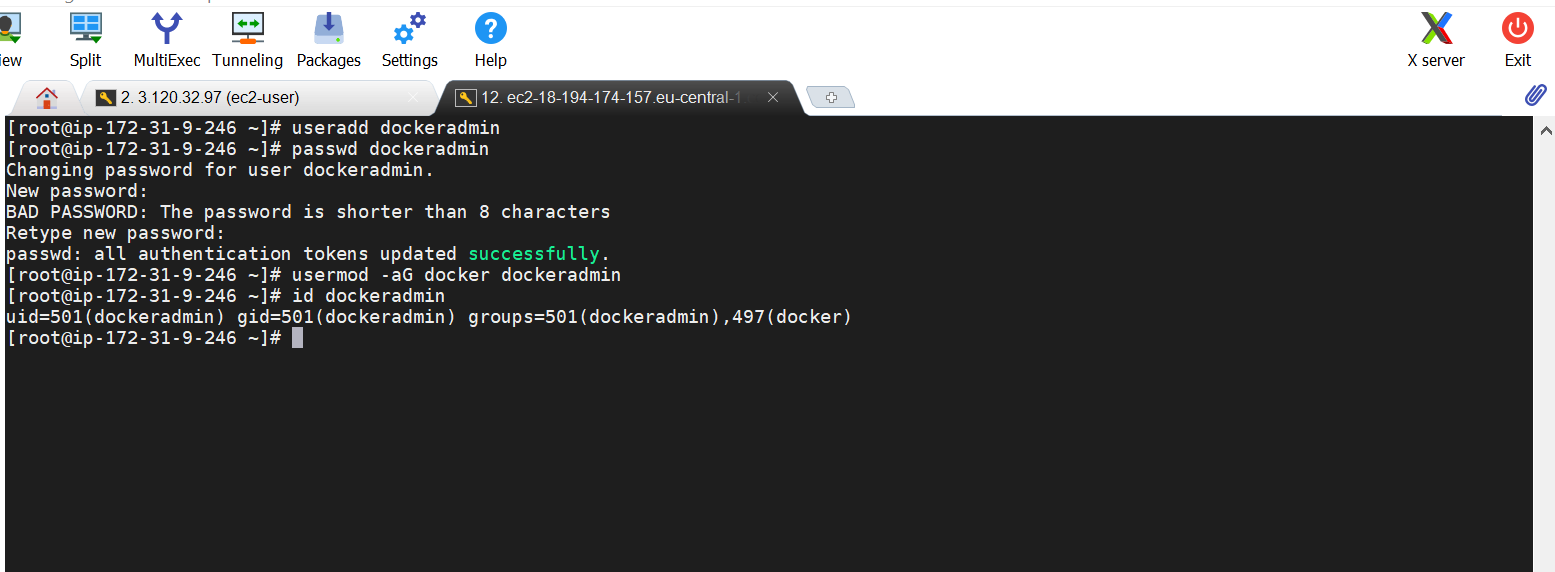 iew
Split
MultiExec
Tunneling
Packages
Settings
Help
X server
Exit
2. 3.120.32.97 (ec2-user)
12. ec2-18-194-174-157.eu-central-1.
[root@ip-172-31-9-246 ~]# useradd dockeradmin
[root@ip-172-31-9-246 ~]# passwd dockeradmin
Changing password for user dockeradmin.
New password:
BAD PASSWORD: The password is shorter than 8 characters
Retype new password:
passwd: all authentication tokens updated successfully.
[root@ip-172-31-9-246 ~]# usermod -aG docker dockeradmin
[root@ip-172-31-9-246 ~]# id dockeradmin
uid=501(dockeradmin) gid=501(dockeradmin) groups=501(dockeradmin),497(docker)
[root@ip-172-31-9-246 ~]#